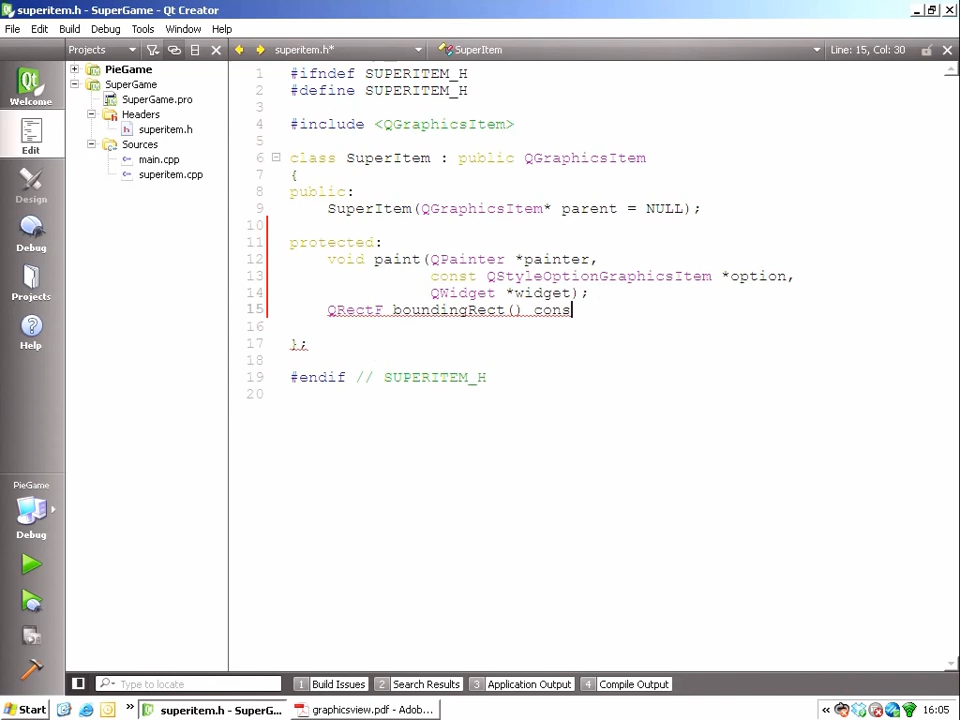 superitem.h - SuperGame - Qt Creator
File Edit Build Debug Tools Window Help
Projects superitem.h* SuperItem Line: 15, Col: 30
Welcome
Edit
Design
Debug
Projects
Help
PieGame
Debug
PieGame
SuperGame
SuperGame.pro
Headers
superitem.h
Sources
main.cpp
superitem.cpp
1 #ifndef SUPERITEM_H
2 #define SUPERITEM_H
3
4 #include <QGraphicsItem>
5
6 class SuperItem : public QGraphicsItem
7 {
8 public:
9 SuperItem(QGraphicsItem* parent = NULL);
10
11 protected:
12 void paint(QPainter *painter,
13 const QStyleOptionGraphicsItem *option,
14 QWidget *widget);
15 QRectF boundingRect() cons
16
17 };
18
19 #endif // SUPERITEM_H
20
Type to locate 1 Build Issues 2 Search Results 3 Application Output 4 Compile Output
Start » superitem.h - SuperG... graphicsview.pdf - Adob... « 16:05